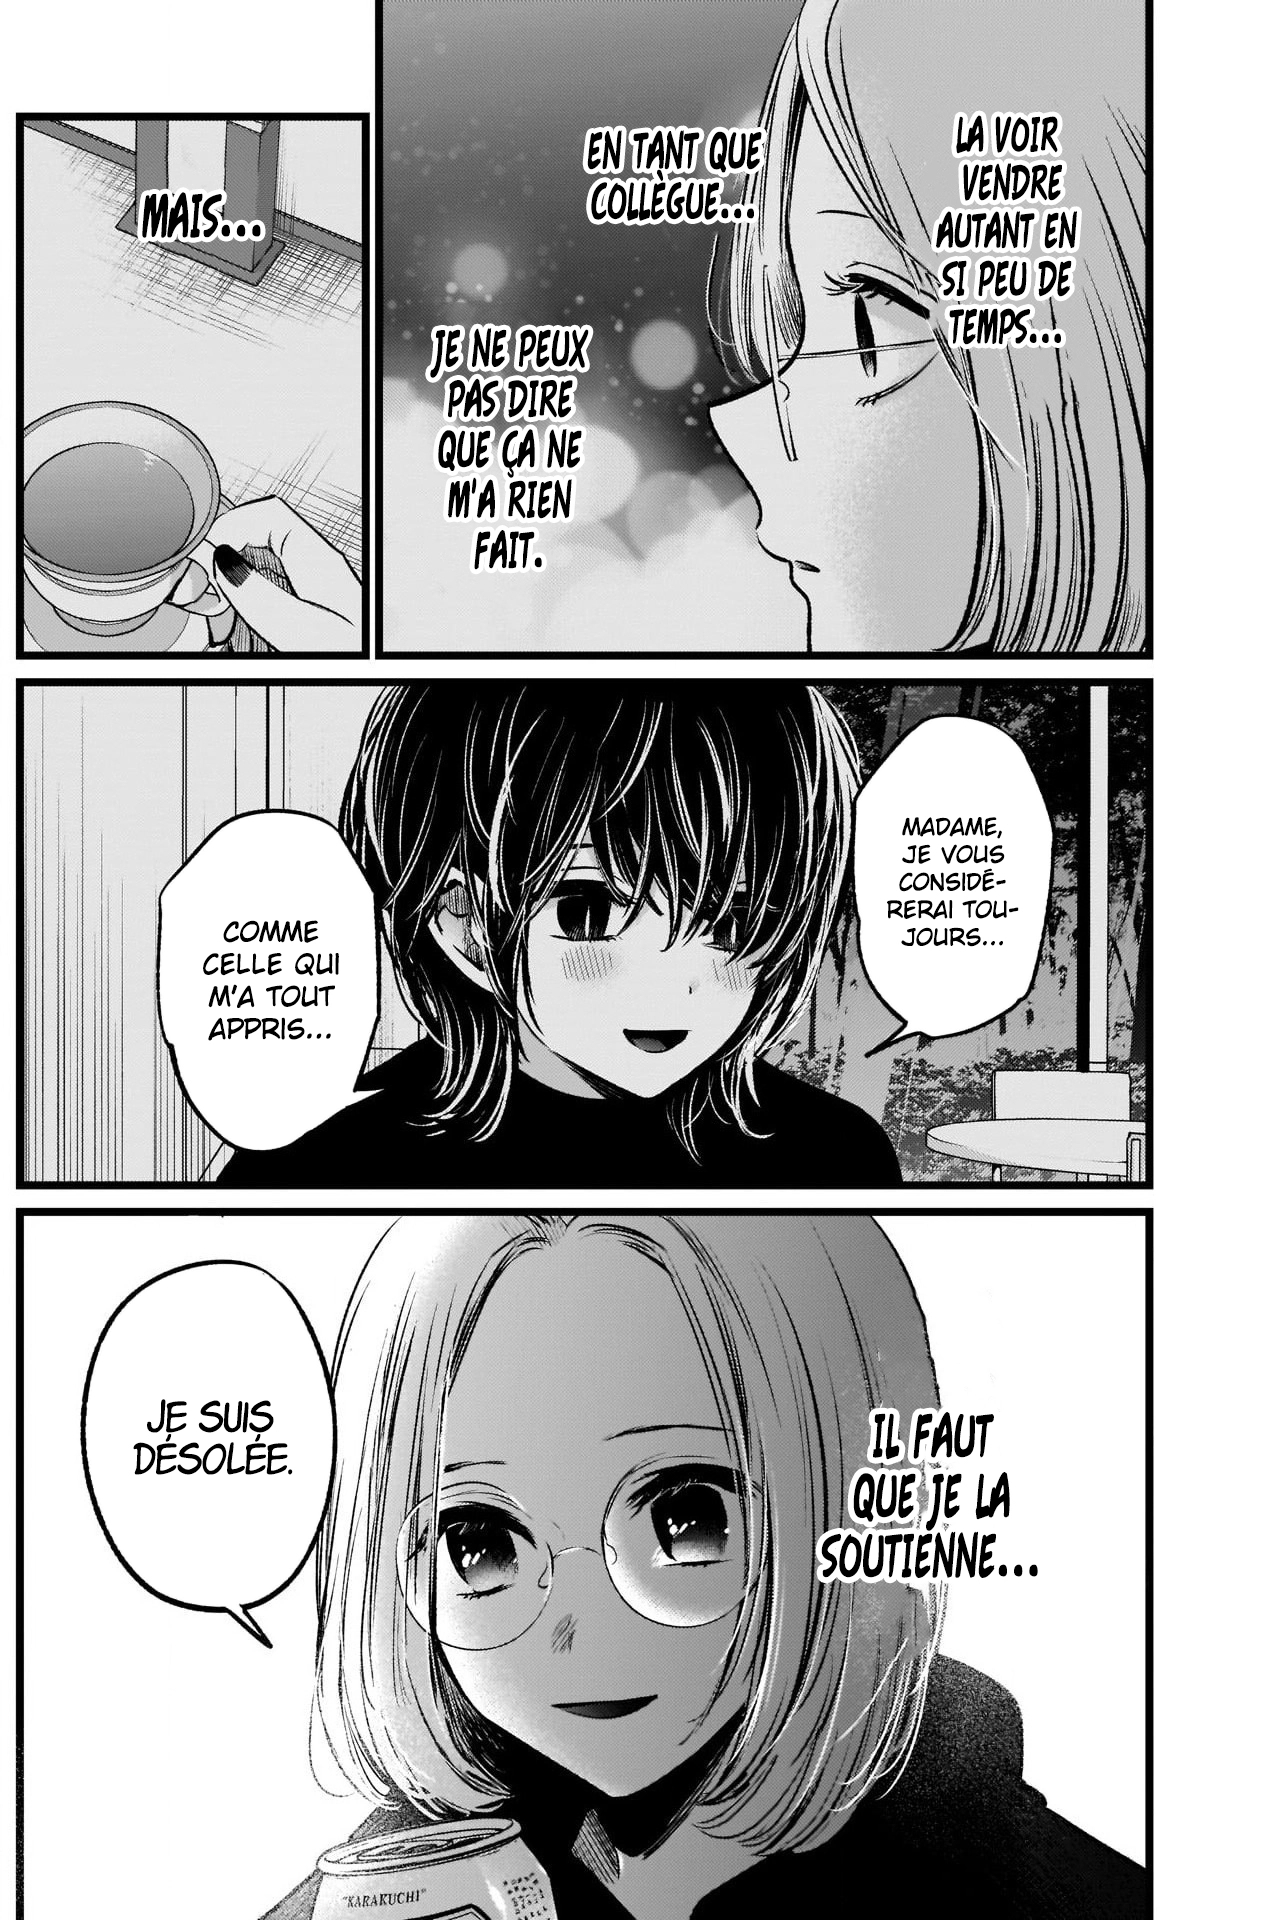 LA VOIR
VENDRE
AUTANT EN
SI PEU DE
TEMPS...
EN TANT QUE
COLLÈGUE...
JE NE PEUX
PAS DIRE
QUE ÇA NE
M'A RIEN
FAIT.
MAIS...
MADAME,
JE VOUS
CONSIDÉ-
RERAI TOU-
JOURS...
COMME
CELLE QUI
M'A TOUT
APPRIS...
IL FAUT
QUE JE LA
SOUTIENNE...
JE SUIS
DÉSOLÉE.
"KARAKUCHI"